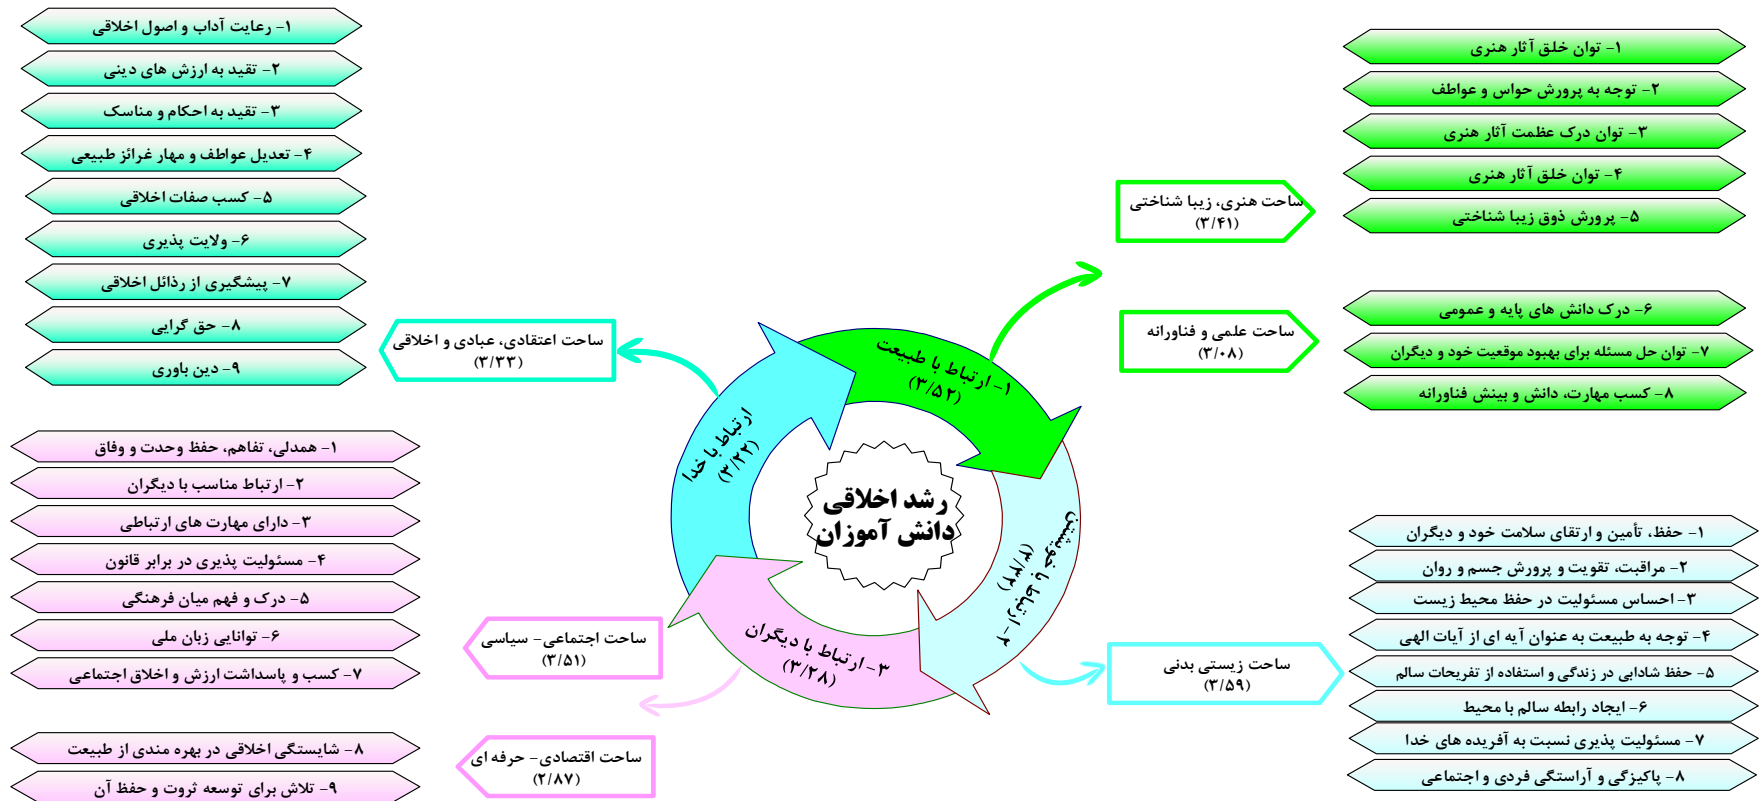 ۱- توان خلق آثار هنری
۲- توجه به پرورش حواس و عواطف
۳- توان درک عظمت آثار هنری
۴- توان خلق آثار هنری
۵- پرورش ذوق زیبا شناختی
ساحت هنری، زیبا شناختی
(۳/۴۱)
۶- درک دانش های پایه و عمومی
۷- توان حل مسئله برای بهبود موقعیت خود و دیگران
۸- کسب مهارت، دانش و بینش فناورانه
ساحت علمی و فناورانه
(۳/۰۸)
۱- حفظ، تأمین و ارتقای سلامت خود و دیگران
۲- مراقبت، تقویت و پرورش جسم و روان
۳- احساس مسئولیت در حفظ محیط زیست
۴- توجه به طبیعت به عنوان آیه ای از آیات الهی
۵- حفظ شادابی در زندگی و استفاده از تفریحات سالم
۶- ایجاد رابطه سالم با محیط
۷- مسئولیت پذیری نسبت به آفریده های خدا
۸- پاکیزگی و آراستگی فردی و اجتماعی
ساحت زیستی بدنی
(۳/۵۹)
۱- ارتباط با طبیعت
(۳/۵۲)
۲- ارتباط با خویشتن
۳- ارتباط با دیگران
(۳/۲۸)
ارتباط با خدا
(۳/۲۲)
رشد اخلاقی
دانش آموزان
۱- رعایت آداب و اصول اخلاقی
۲- تقید به ارزش های دینی
۳- تقید به احکام و مناسک
۴- تعدیل عواطف و مهار غرائز طبیعی
۵- کسب صفات اخلاقی
۶- ولایت پذیری
۷- پیشگیری از رذائل اخلاقی
۸- حق گرایی
۹- دین باوری
ساحت اعتقادی، عبادی و اخلاقی
(۳/۳۳)
۱- همدلی، تفاهم، حفظ وحدت و وفاق
۲- ارتباط مناسب با دیگران
۳- دارای مهارت های ارتباطی
۴- مسئولیت پذیری در برابر قانون
۵- درک و فهم میان فرهنگی
۶- توانایی زبان ملی
۷- کسب و پاسداشت ارزش و اخلاق اجتماعی
ساحت اجتماعی- سیاسی
(۳/۵۱)
۸- شایستگی اخلاقی در بهره مندی از طبیعت
۹- تلاش برای توسعه ثروت و حفظ آن
ساحت اقتصادی- حرفه ای
(۲/۸۷)